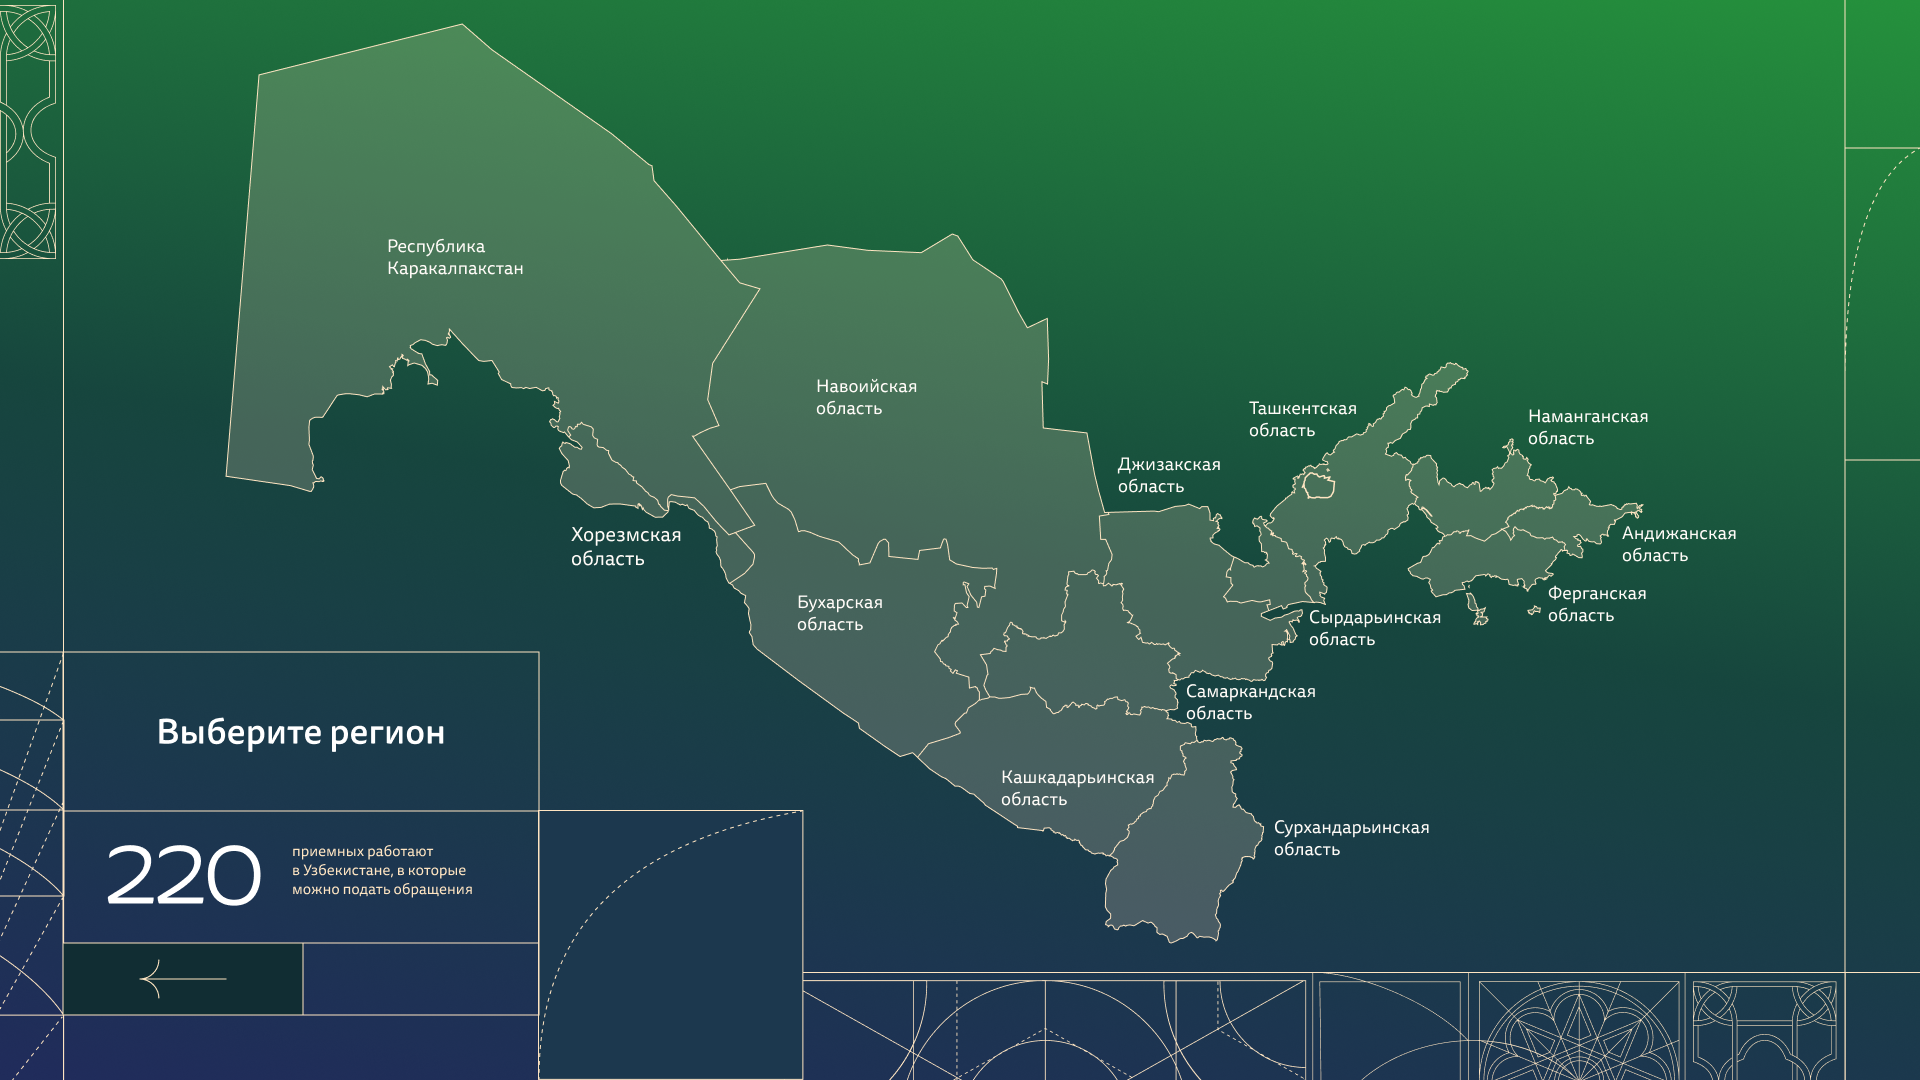 Республика
Каракалпакстан
Навоийская
область
Ташкентская
область
Наманганская
область
Джизакская
область
Хорезмская
область
Андижанская
область
Бухарская
область
Ферганская
область
Сырдарьинская
область
Самаркандская
область
Кашкадарьинская
область
Сурхандарьинская
область
Выберите регион
220
приемных работают
в Узбекистане, в которые
можно подать обращения